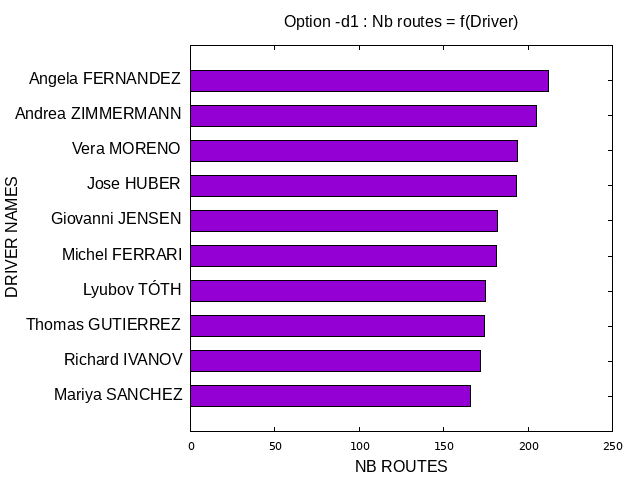 Option -d1 : Nb routes = f(Driver)
Angela FERNANDEZ
Andrea ZIMMERMANN
Vera MORENO
Jose HUBER
Giovanni JENSEN
Michel FERRARI
Lyubov TÓTH
Thomas GUTIERREZ
Richard IVANOV
Mariya SANCHEZ
DRIVER NAMES
0 50 100 150 200 250
NB ROUTES